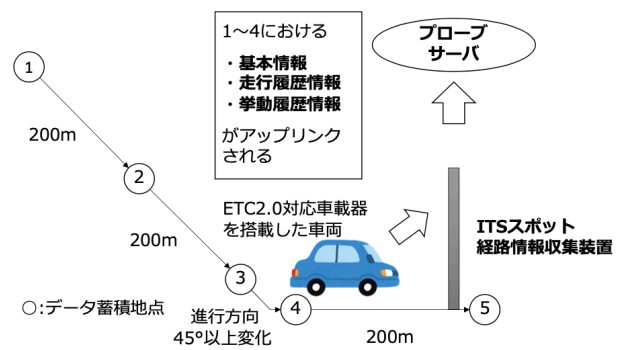 1～4における
・基本情報
・走行履歴情報
・挙動履歴情報
がアップリンク
される
プローブ
サーバ
①
200m
②
200m
③
ETC2.0対応車載器
を搭載した車両
ITSスポット
経路情報収集装置
○:データ蓄積地点
進行方向
45°以上変化
④
200m
⑤